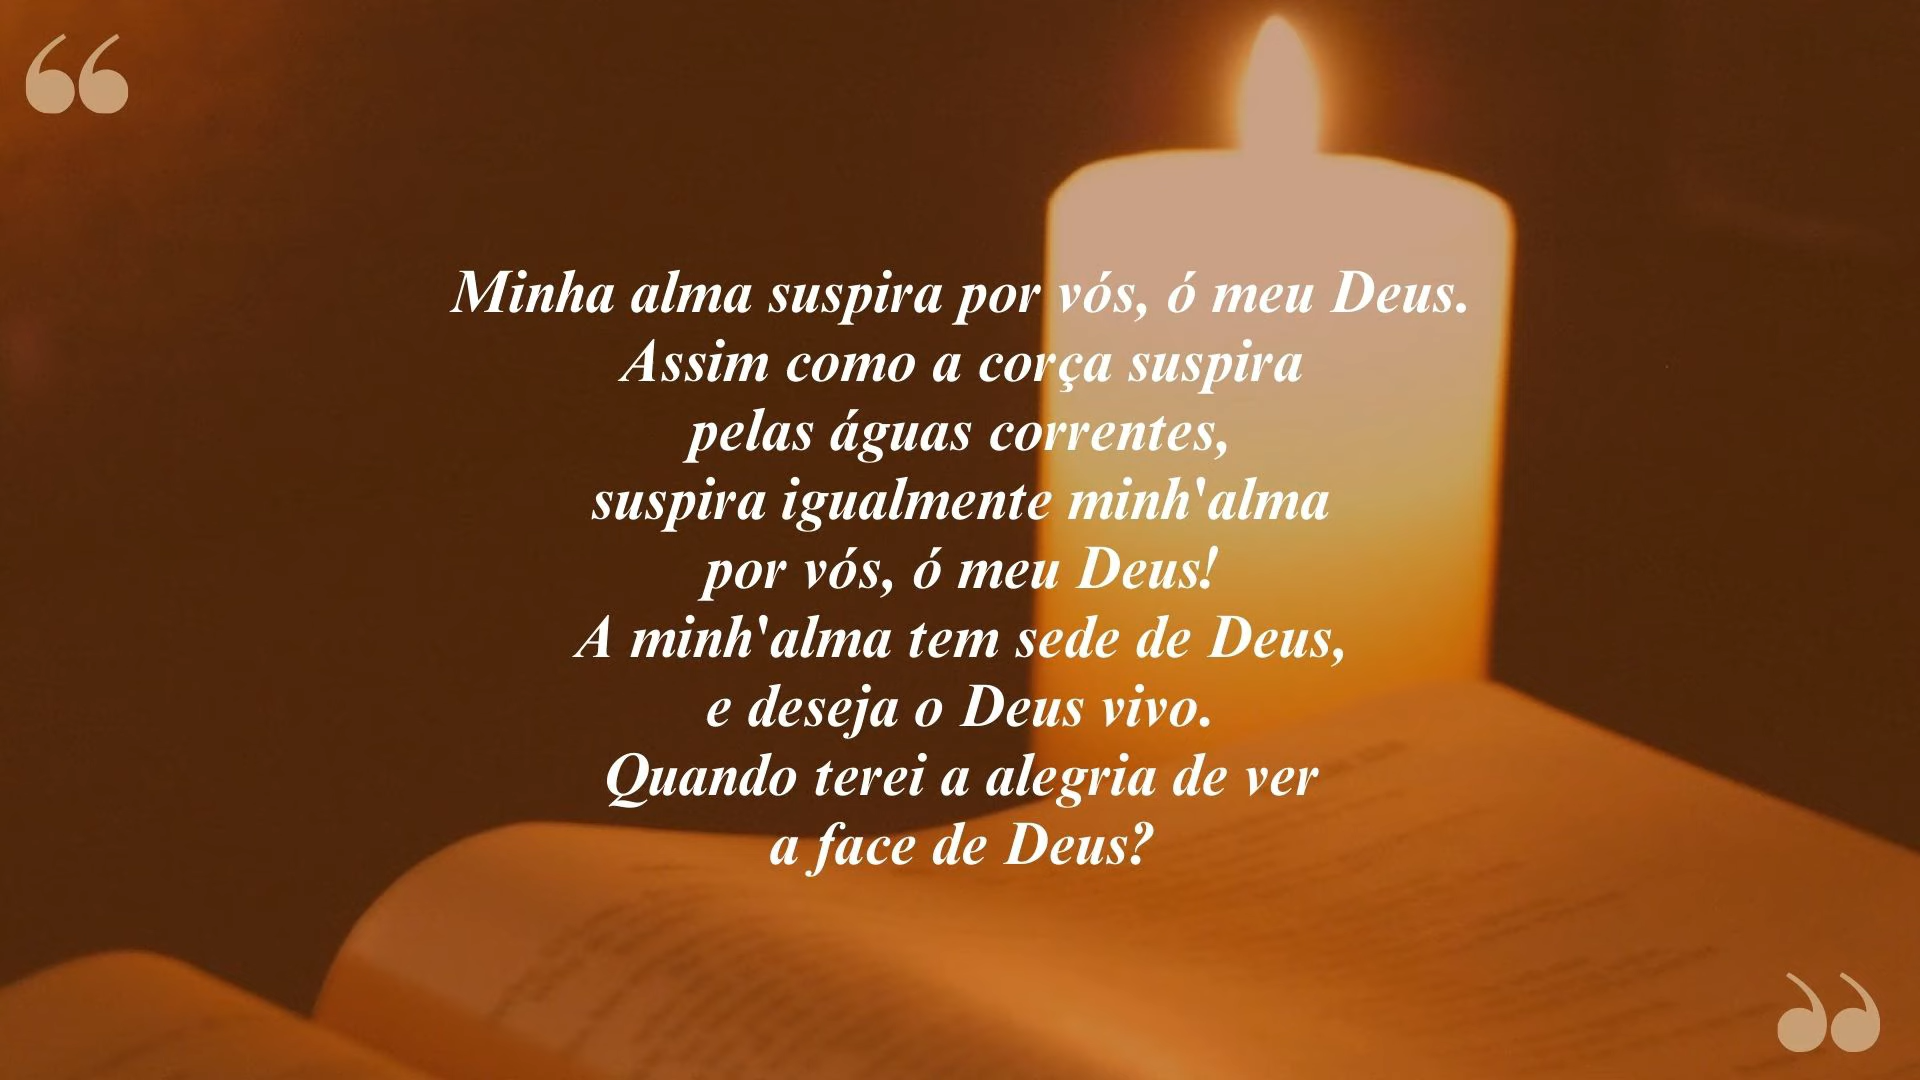 Minha alma suspira por vós, ó meu Deus.
Assim como a corça suspira
pelas águas correntes,
suspira igualmente minh'alma
por vós, ó meu Deus!
A minh'alma tem sede de Deus,
e deseja o Deus vivo.
Quando terei a alegria de ver
a face de Deus?